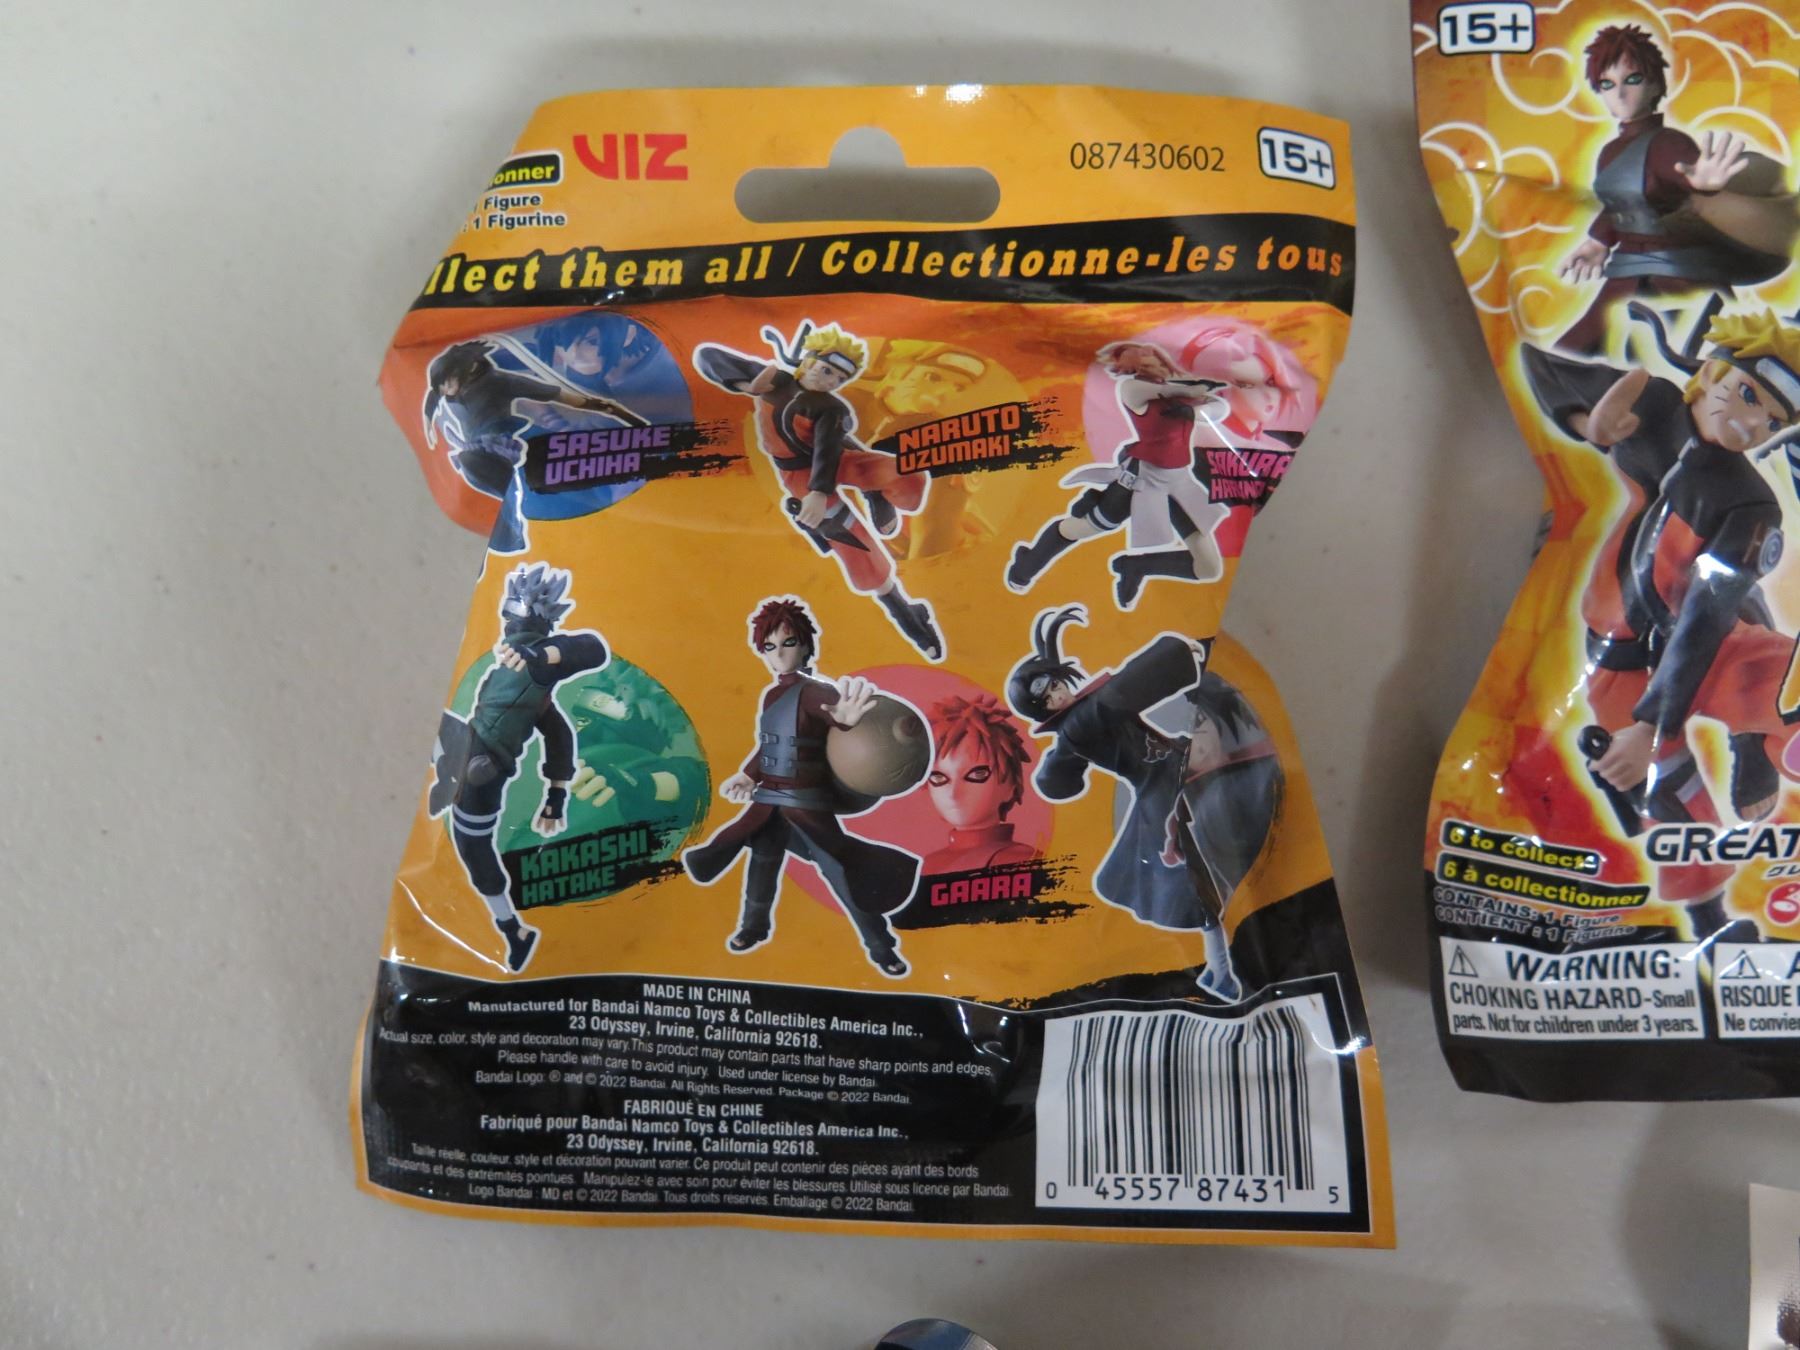 onner
VIZ
Figure
: 1 Figurine
087430602
15+
llect them all / Collectionne-les tous
SASUKE
UCHIHA
NARUTO
UZUMAKI
SAKURA
KAKASHI
HATAKE
GAARA
MADE IN CHINA
Manufactured for Bandai Namco Toys & Collectibles America Inc.,
23 Odyssey, Irvine, California 92618.
Actual size, color, style and decoration may vary. This product may contain parts that have sharp points and edges.
Please handle with care to avoid injury. Used under license by Bandai.
Bandai Logo: ® and © 2022 Bandai. All Rights Reserved. Package © 2022 Bandai.
FABRIQUÉ EN CHINE
Fabriqué pour Bandai Namco Toys & Collectibles America Inc.,
23 Odyssey, Irvine, California 92618.
Taille réelle, couleur, style et décoration pouvant varier. Ce produit peut contenir des pièces ayant des bords
coupants et des extrémités pointues. Manipulez-le avec soin pour éviter les blessures. Utilisé sous licence par Bandai.
Logo Bandai : MD et © 2022 Bandai. Tous droits réservés. Emballage © 2022 Bandai.
0 45557 87431 5
15+
6 to collect
6 à collectionner
CONTAINS: 1 Figure
CONTIENT : 1 Figurine
GREAT
WARNING:
CHOKING HAZARD-Small
parts. Not for children under 3 years.
A
RISQUE
Ne convie